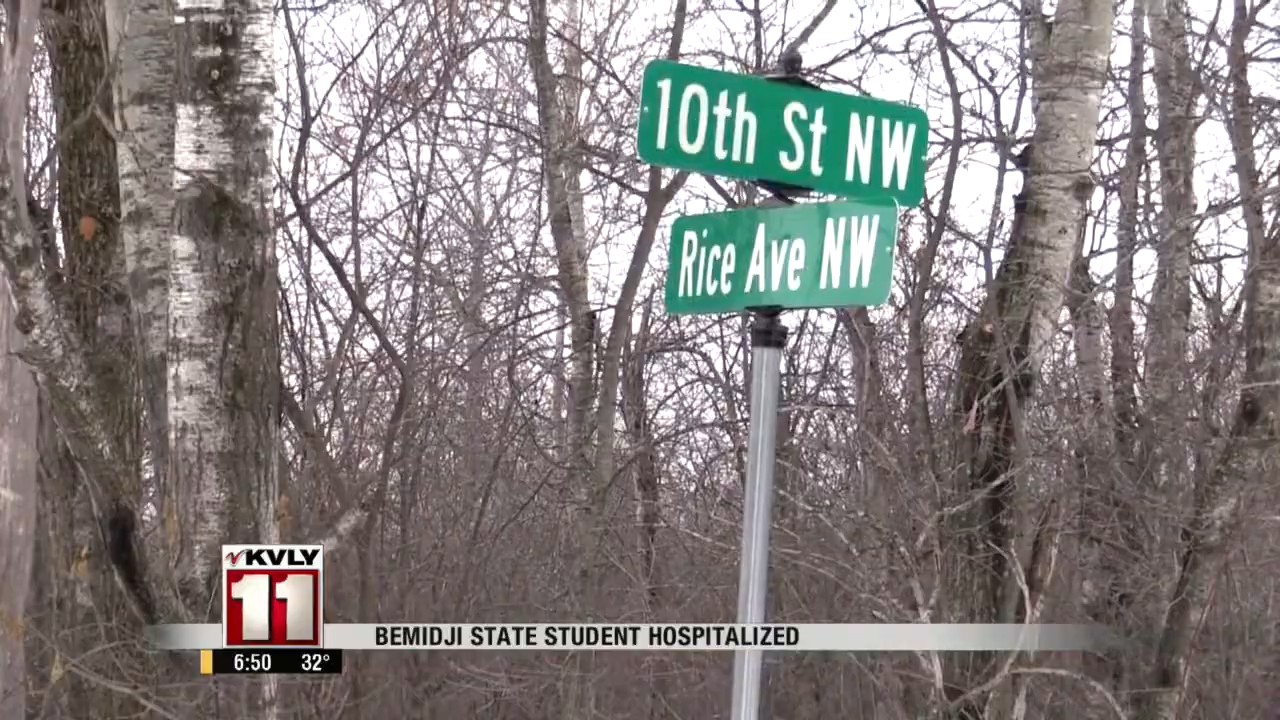 10th St NW
Rice Ave NW
KVLY
11
BEMIDJI STATE STUDENT HOSPITALIZED
6:50 32°